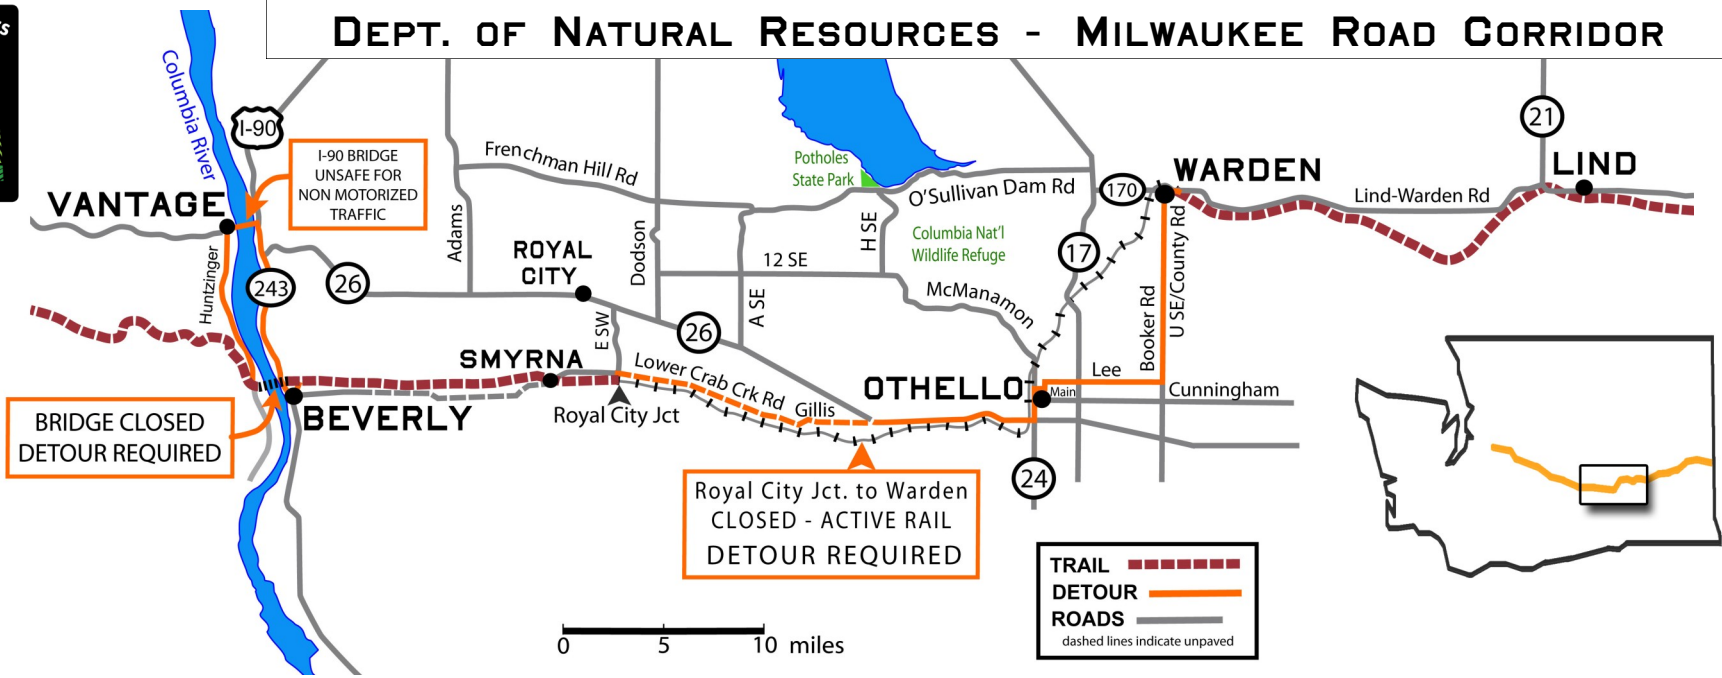 DEPT. OF NATURAL RESOURCES - MILWAUKEE ROAD CORRIDOR
Columbia River
I-90
I-90 BRIDGE
UNSAFE FOR
NON MOTORIZED
TRAFFIC
VANTAGE
Huntzinger
243
26
Adams
Frenchman Hill Rd
ROYAL
CITY
Dodson
E SW
26
A SE
12 SE
H SE
Potholes
State Park
O'Sullivan Dam Rd
Columbia Nat'l
Wildlife Refuge
McManamon
17
170
WARDEN
Booker Rd
U SE/County Rd
Lind-Warden Rd
21
LIND
SMYRNA
Royal City Jct
Lower Crab Crk Rd
Gillis
OTHELLO
Main
Lee
Cunningham
24
BEVERLY
BRIDGE CLOSED
DETOUR REQUIRED
Royal City Jct. to Warden
CLOSED - ACTIVE RAIL
DETOUR REQUIRED
0 5 10 miles
TRAIL
DETOUR
ROADS
dashed lines indicate unpaved